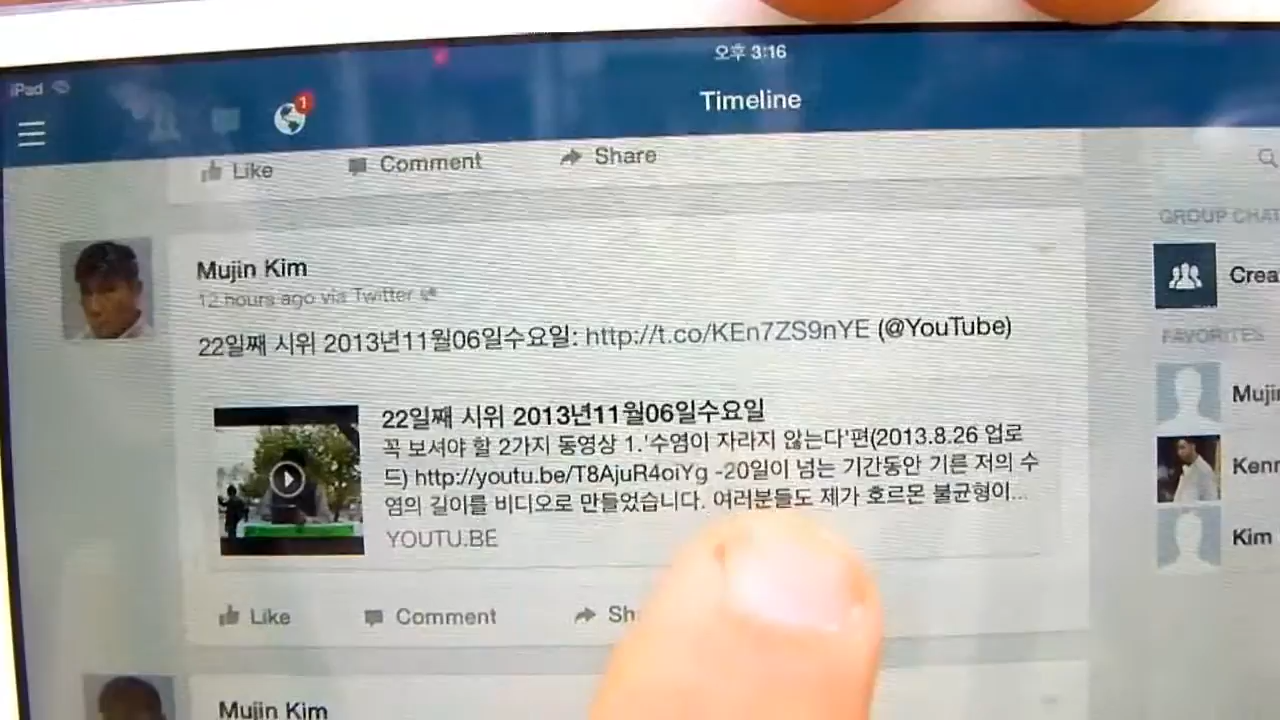 오후 3:16
iPad
1
Timeline
Like Comment Share
GROUP CHAT
Mujin Kim
12 hours ago via Twitter
22일째 시위 2013년11월06일수요일: http://t.co/KEn7ZS9nYE (@YouTube)
22일째 시위 2013년11월06일수요일
꼭 보셔야 할 2가지 동영상 1.'수염이 자라지 않는다'편(2013.8.26 업로
드) http://youtu.be/T8AjuR4oiYg -20일이 넘는 기간동안 기른 저의 수
염의 길이를 비디오로 만들었습니다. 여러분들도 제가 호르몬 불균형이...
YOUTU.BE
Like Comment Sh
Mujin Kim
Crea
FAVORITES
Mujin
Kenr
Kim